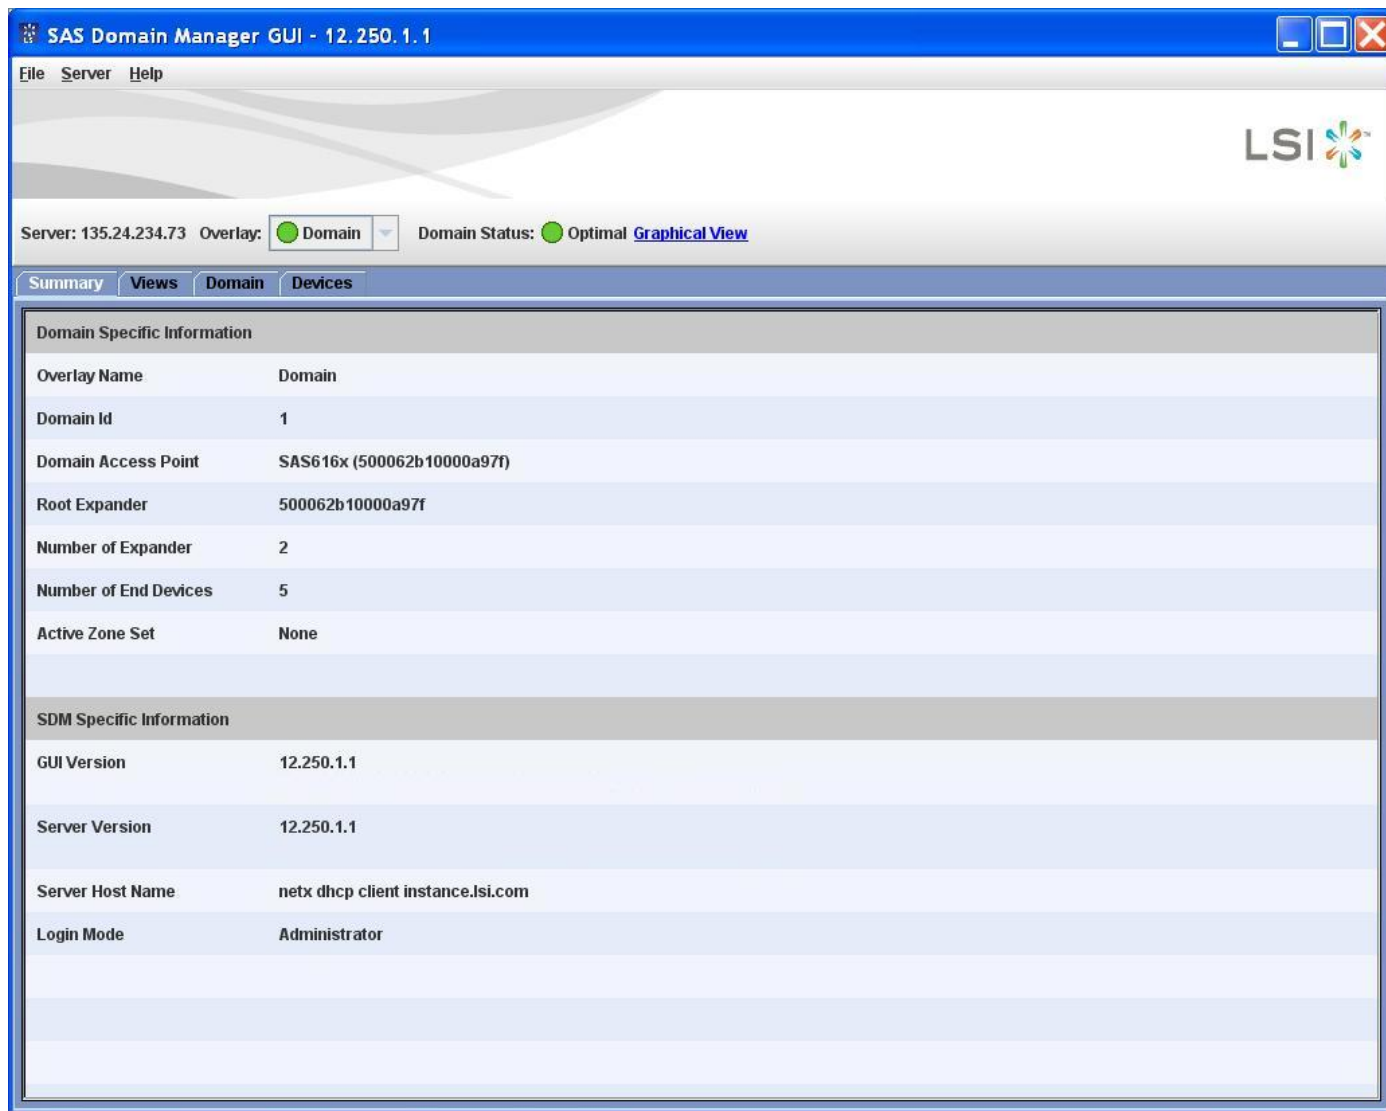 SAS Domain Manager GUI - 12.250.1.1
File Server Help
LSI™
Server: 135.24.234.73 Overlay: Domain Domain Status: Optimal Graphical View
Summary Views Domain Devices
Domain Specific Information
Overlay Name Domain
Domain Id 1
Domain Access Point SAS616x (500062b10000a97f)
Root Expander 500062b10000a97f
Number of Expander 2
Number of End Devices 5
Active Zone Set None
SDM Specific Information
GUI Version 12.250.1.1
Server Version 12.250.1.1
Server Host Name netx dhcp client instance.lsi.com
Login Mode Administrator